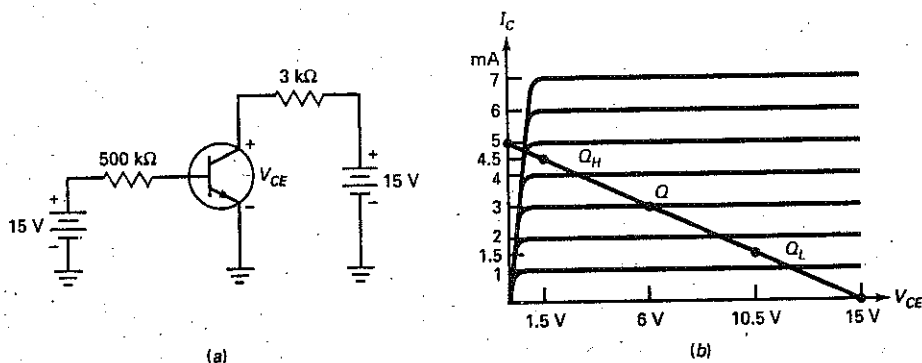 3 kΩ
500 kΩ
+
V_CE
-
+
15 V
-
+
15 V
-
(a)
I_C
mA
7
6
5
4.5
4
3
2
1.5
1
Q_H
Q
Q_L
V_CE
1.5 V
6 V
10.5 V
15 V
(b)